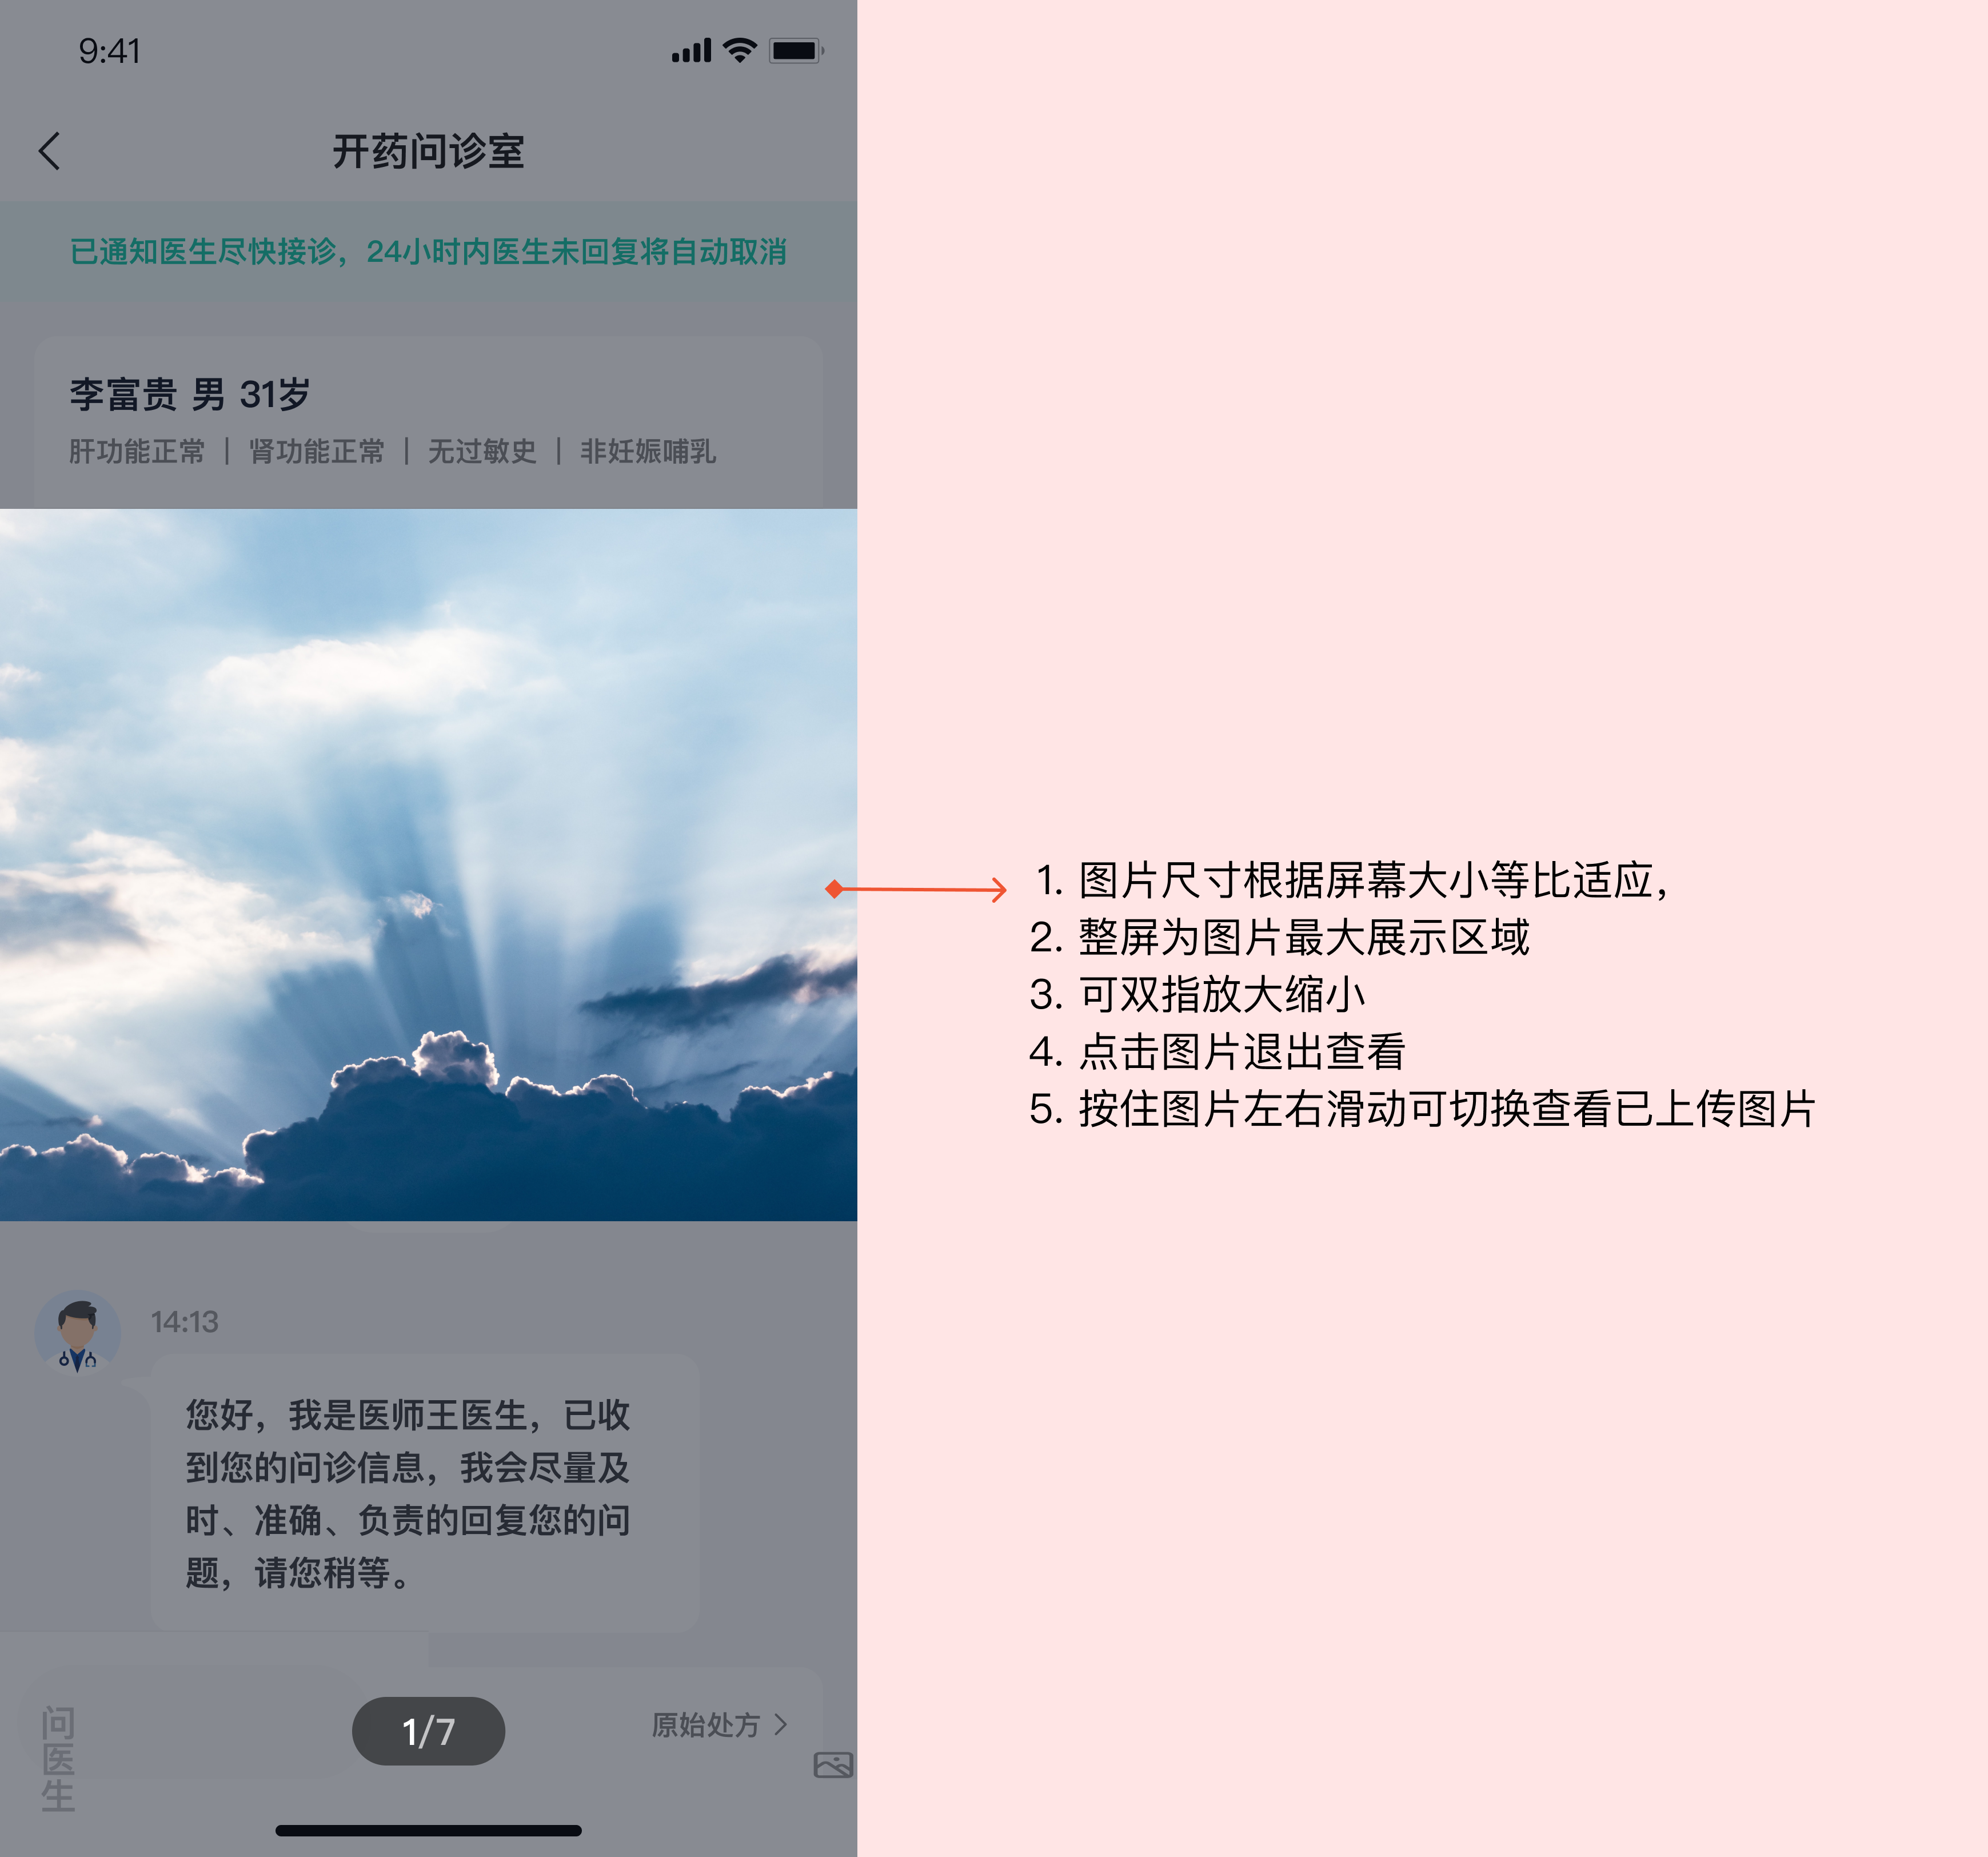 9:41
开药问诊室
已通知医生尽快接诊，24小时内医生未回复将自动取消
李富贵 男 31岁
肝功能正常 | 肾功能正常 | 无过敏史 | 非妊娠哺乳
1. 图片尺寸根据屏幕大小等比适应，
2. 整屏为图片最大展示区域
3. 可双指放大缩小
4. 点击图片退出查看
5. 按住图片左右滑动可切换查看已上传图片
14:13
您好，我是医师王医生，已收
到您的问诊信息，我会尽量及
时、准确、负责的回复您的问
题，请您稍等。
问医生
1/7
原始处方